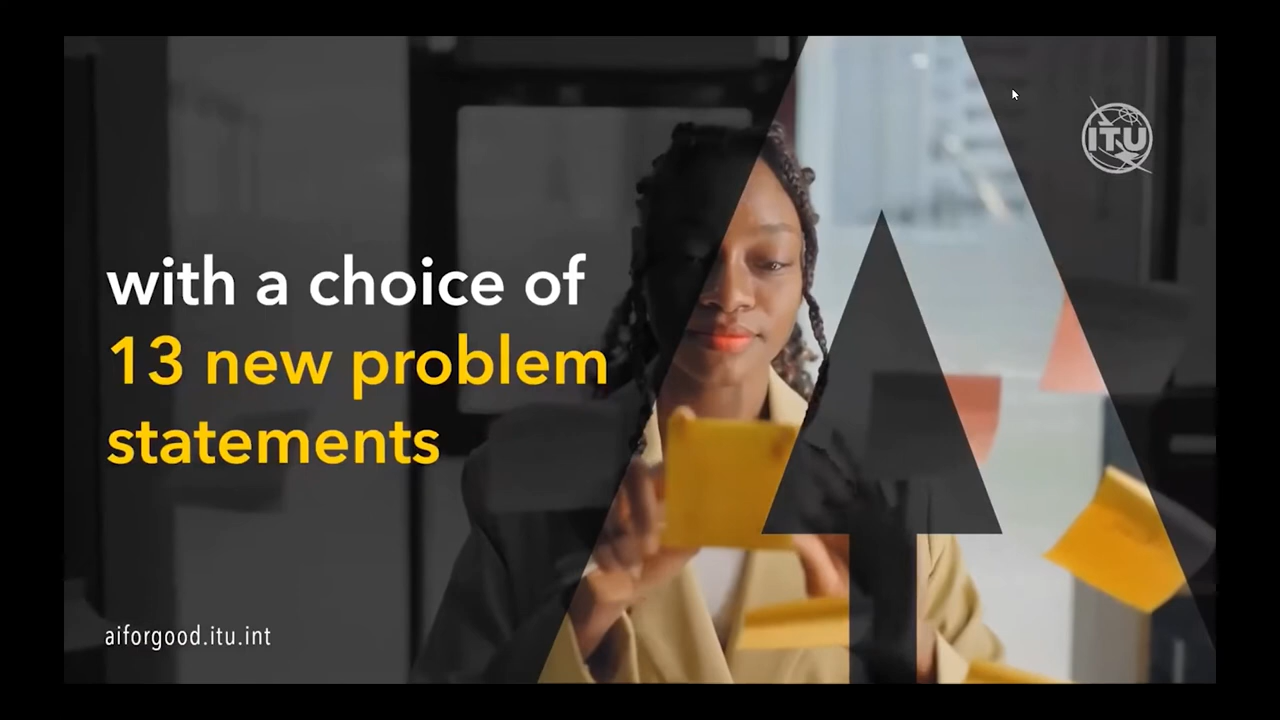 ITU
with a choice of
13 new problem
statements
aiforgood.itu.int